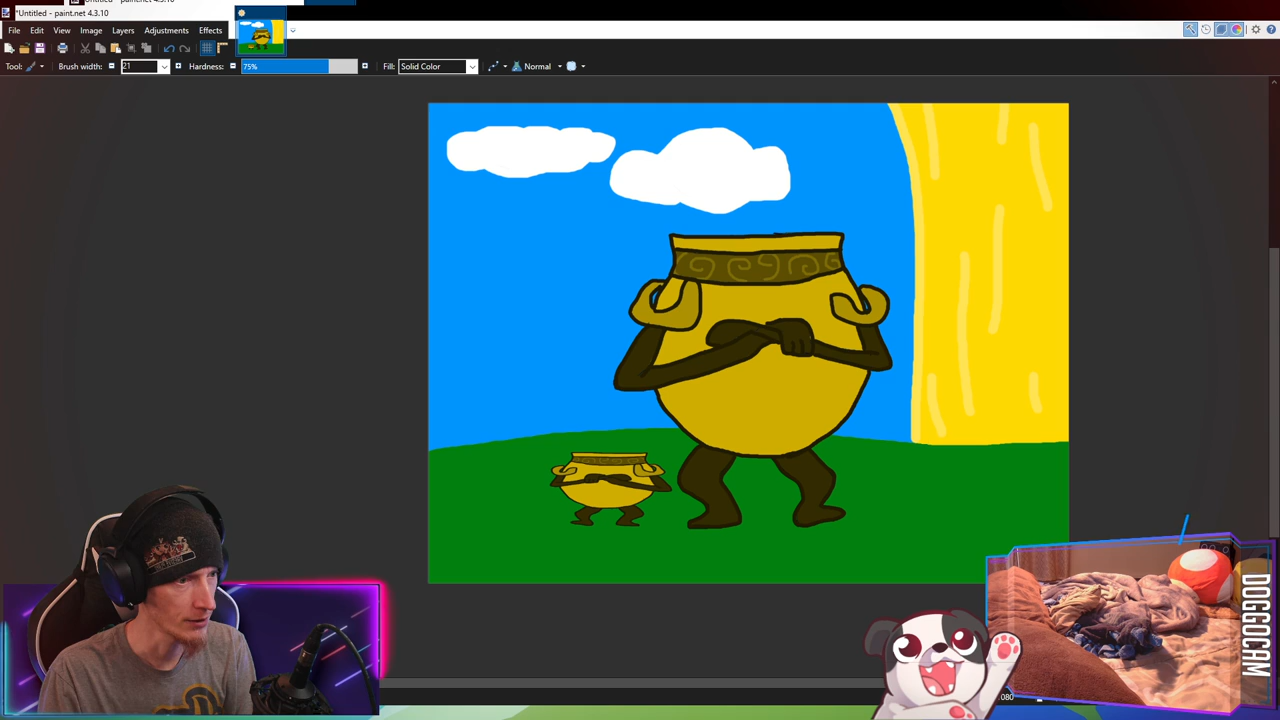 *Untitled - paint.net 4.3.10
File Edit View Image Layers Adjustments Effects
Tool: Brush width: 21 Hardness: 75% Fill: Solid Color Normal
DOGGOCAM